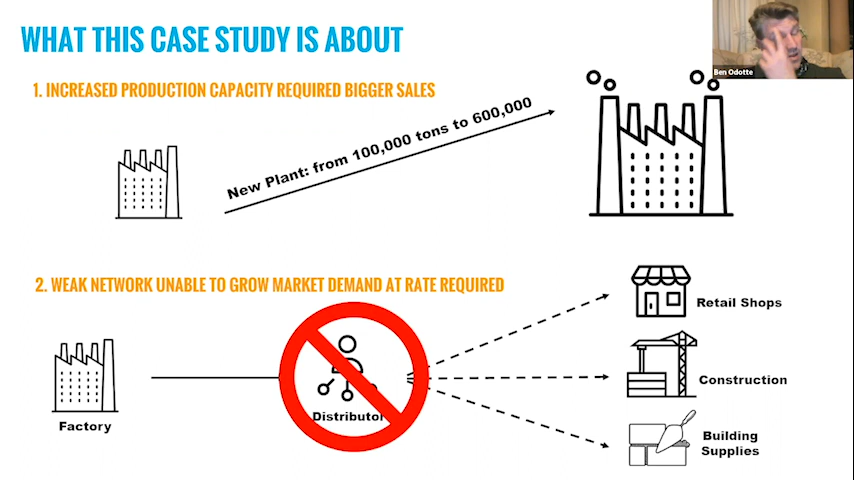 WHAT THIS CASE STUDY IS ABOUT
Ben Odotte
1. INCREASED PRODUCTION CAPACITY REQUIRED BIGGER SALES
New Plant: from 100,000 tons to 600,000
2. WEAK NETWORK UNABLE TO GROW MARKET DEMAND AT RATE REQUIRED
Retail Shops
Factory
Distributor
Construction
Building
Supplies